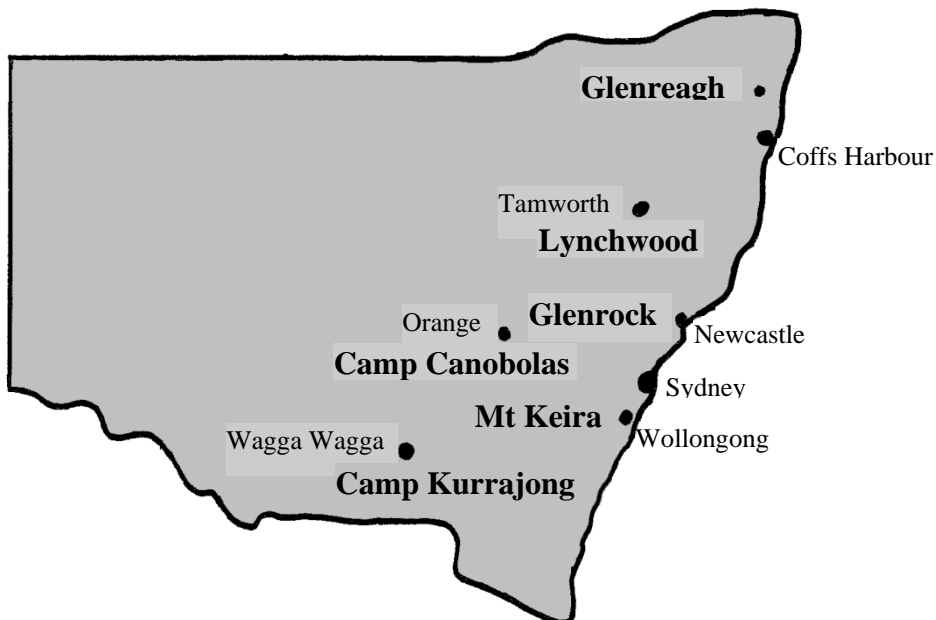 Glenreagh
Coffs Harbour
Tamworth
Lynchwood
Glenrock
Newcastle
Orange
Camp Canobolas
Sydney
Mt Keira
Wollongong
Wagga Wagga
Camp Kurrajong